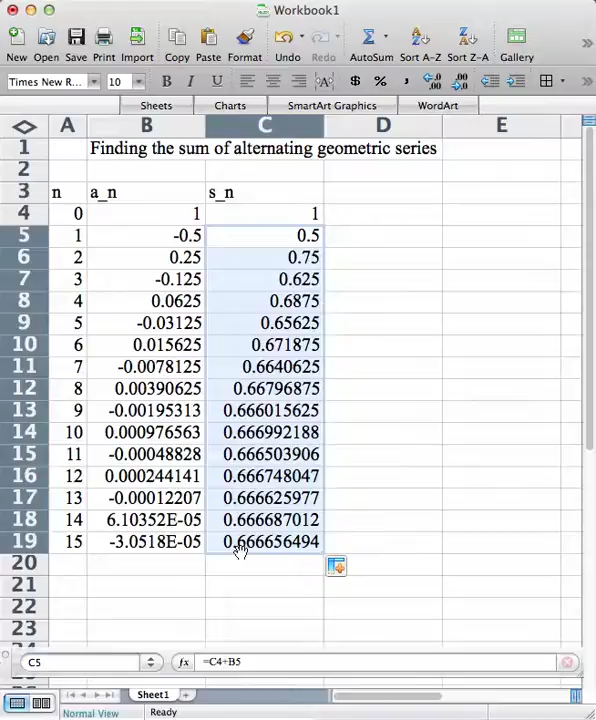 Workbook1
New Open Save Print Import Copy Paste Format Undo Redo AutoSum Sort A-Z Sort Z-A Gallery
Times New R... 10 B I U ABC $ %
Sheets Charts SmartArt Graphics WordArt
A B C D E
1 Finding the sum of alternating geometric series
2
3 n a_n s_n
4 0 1 1
5 1 -0.5 0.5
6 2 0.25 0.75
7 3 -0.125 0.625
8 4 0.0625 0.6875
9 5 -0.03125 0.65625
10 6 0.015625 0.671875
11 7 -0.0078125 0.6640625
12 8 0.00390625 0.66796875
13 9 -0.00195313 0.666015625
14 10 0.000976563 0.666992188
15 11 -0.00048828 0.666503906
16 12 0.000244141 0.666748047
17 13 -0.00012207 0.666625977
18 14 6.10352E-05 0.666687012
19 15 -3.0518E-05 0.666656494
20
21
22
23
C5 fx =C4+B5
Sheet1
Normal View Ready